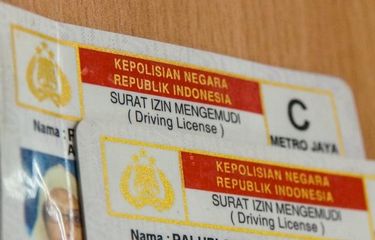 KEPOLISIAN NEGARA
REPUBLIK INDONESIA
SURAT IZIN MENGEMUDI
( Driving License )
C
METRO JAYA
Nama :
KEPOLISIAN NEGARA
REPUBLIK INDONESIA
SURAT IZIN MENGEMUDI
( Driving License )
Nama :